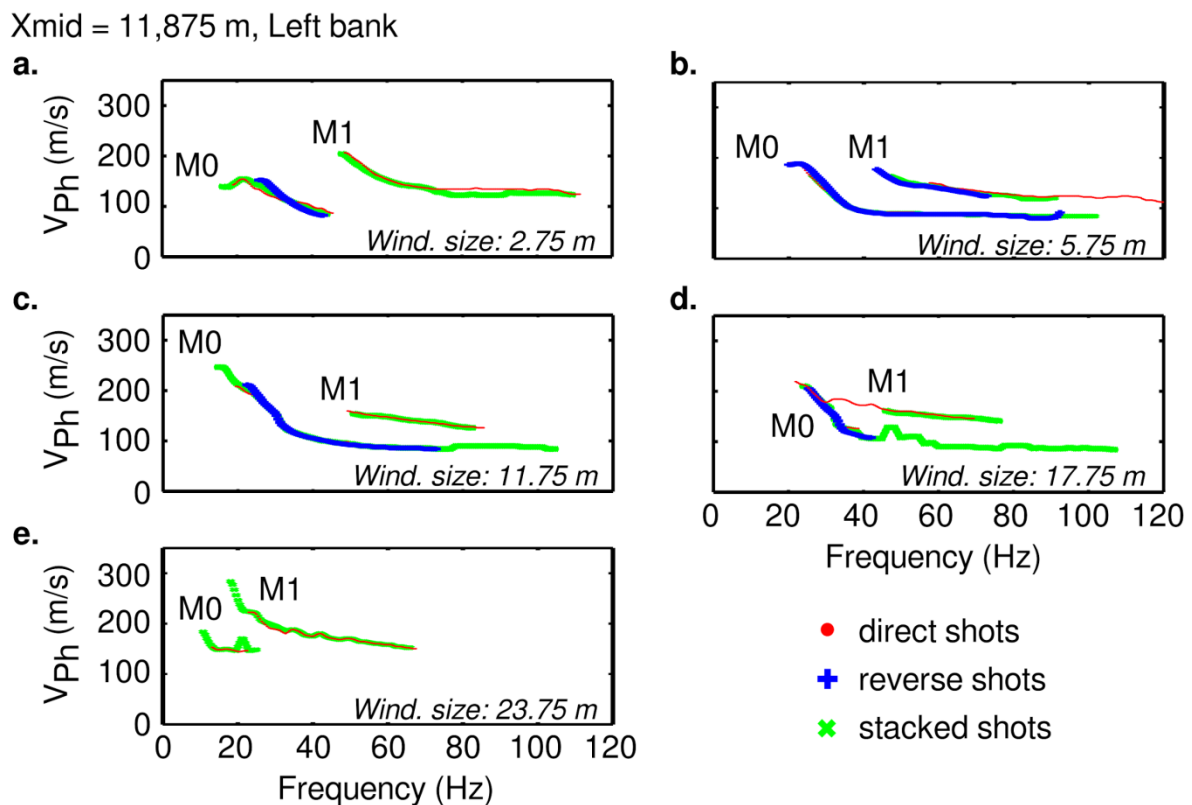 Xmid = 11,875 m, Left bank
a.
V Ph (m/s)
300
200
100
0
M0
M1
Wind. size: 2.75 m
b.
M0
M1
Wind. size: 5.75 m
c.
V Ph (m/s)
300
200
100
0
M0
M1
Wind. size: 11.75 m
d.
M0
M1
Wind. size: 17.75 m
0 20 40 60 80 100 120
Frequency (Hz)
e.
V Ph (m/s)
300
200
100
0
M0
M1
Wind. size: 23.75 m
0 20 40 60 80 100 120
Frequency (Hz)
direct shots
reverse shots
stacked shots